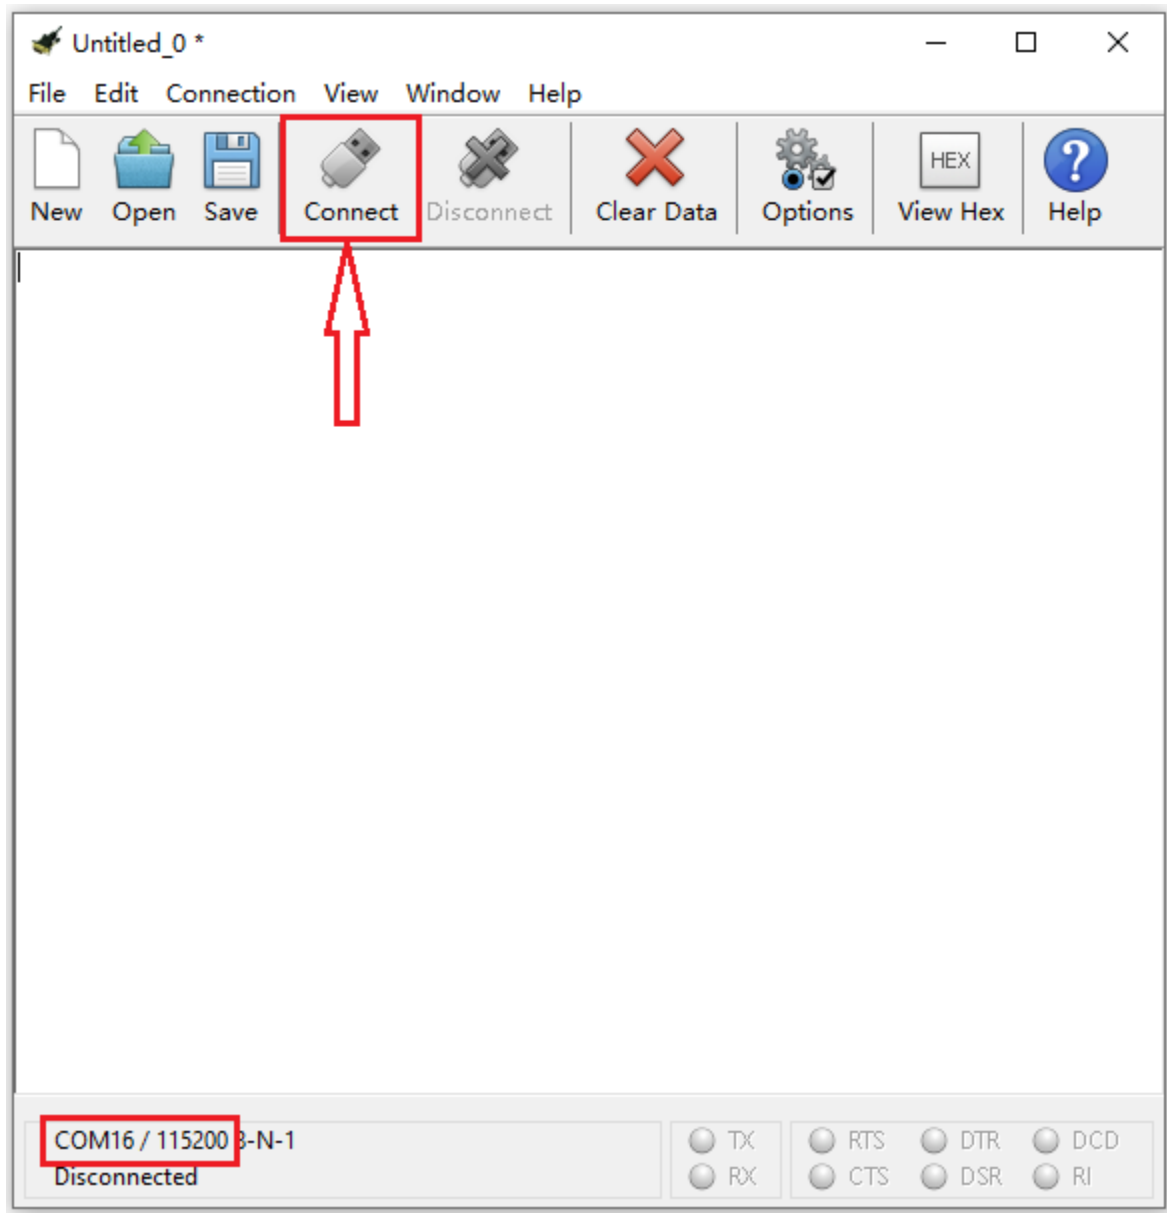 Untitled_0 *
File Edit Connection View Window Help
HEX
New Open Save Connect Disconnect Clear Data Options View Hex Help
COM16 / 115200 8-N-1
Disconnected
TX RTS DTR DCD
RX CTS DSR RI